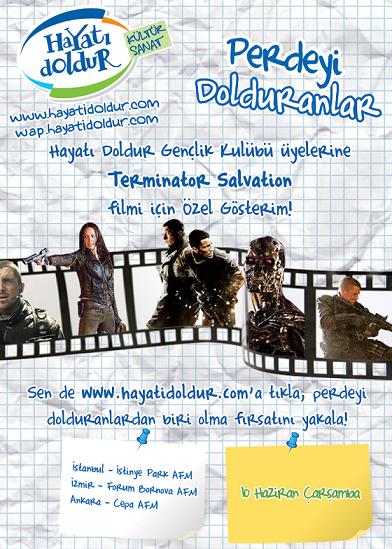 Hayatı
doldur
KÜLTÜR
SANAT
www.hayatidoldur.com
wap.hayatidoldur.com
Perdeyi
Dolduranlar
Hayatı Doldur Gençlik Kulübü üyelerine
Terminator Salvation
filmi için Özel Gösterim!
Sen de www.hayatidoldur.com'a tıkla, perdeyi
dolduranlardan biri olma fırsatını yakala!
İstanbul - İstinye Park AFM
İzmir - Forum Bornova AFM
Ankara - Cepa AFM
10 Haziran Çarşamba